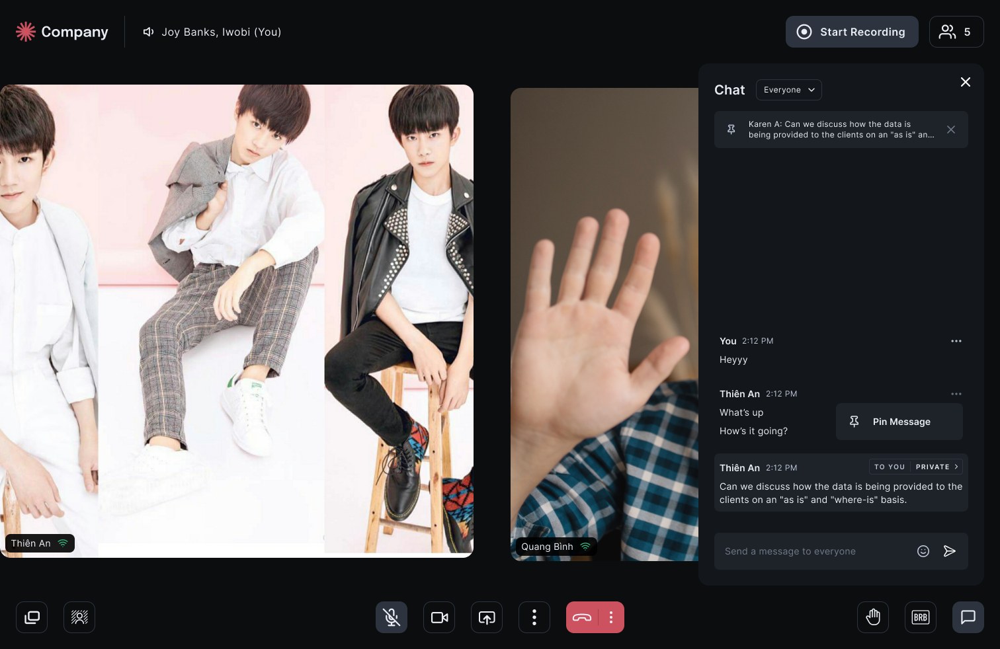 Company
Joy Banks, Iwobi (You)
Start Recording
5
Chat
Everyone
Karen A: Can we discuss how the data is
being provided to the clients on an "as is" an...
You 2:12 PM
Heyyy
Thiên An 2:12 PM
What’s up
How’s it going?
Pin Message
Thiên An 2:12 PM
TO YOU PRIVATE
Can we discuss how the data is being provided to the
clients on an "as is" and "where-is" basis.
Send a message to everyone
Thiên An
Quang Bình
BRB